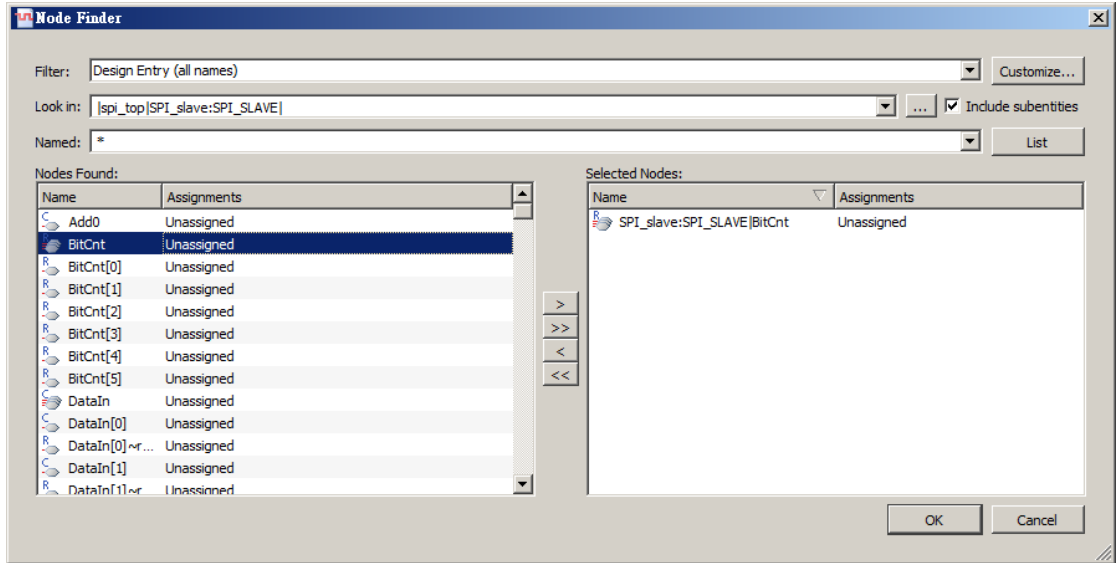 Node Finder
Filter: Design Entry (all names) Customize...
Look in: |spi_top|SPI_slave:SPI_SLAVE| ... Include subentities
Named: * List
Nodes Found:
Name Assignments
C Add0 Unassigned
R BitCnt Unassigned
R BitCnt[0] Unassigned
R BitCnt[1] Unassigned
R BitCnt[2] Unassigned
R BitCnt[3] Unassigned
R BitCnt[4] Unassigned
R BitCnt[5] Unassigned
C DataIn Unassigned
C DataIn[0] Unassigned
R DataIn[0]~r... Unassigned
C DataIn[1] Unassigned
R DataIn[1]~r Unassigned
>
>>
<
<<
Selected Nodes:
Name Assignments
R SPI_slave:SPI_SLAVE|BitCnt Unassigned
OK Cancel